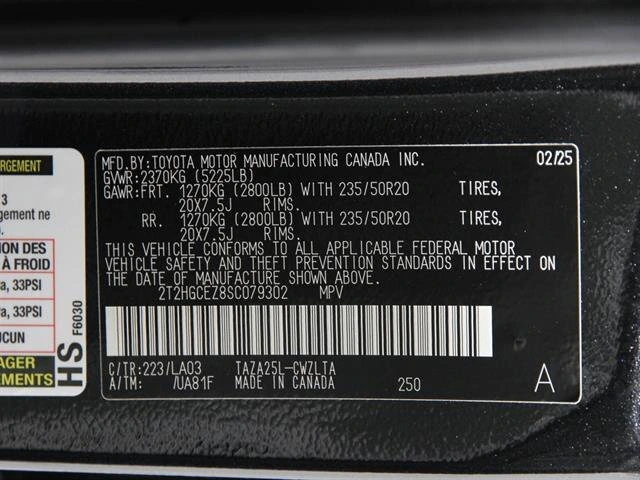 MFD.BY:TOYOTA MOTOR MANUFACTURING CANADA INC. 02/25
GVWR:2370KG (5225LB)
GAWR:FRT. 1270KG (2800LB) WITH 235/50R20 TIRES,
20X7.5J RIMS.
RR. 1270KG (2800LB) WITH 235/50R20 TIRES,
20X7.5J RIMS.
THIS VEHICLE CONFORMS TO ALL APPLICABLE FEDERAL MOTOR
VEHICLE SAFETY AND THEFT PREVENTION STANDARDS IN EFFECT ON
THE DATE OF MANUFACTURE SHOWN ABOVE.
2T2HGCEZ8SC079302 MPV
C/TR:223/LA03 TAZA25L-CWZLTA
A/TM: /UA81F MADE IN CANADA 250 A
ARGEMENT
3
gement ne
).
ION DES
À FROID
a, 33PSI
a, 33PSI
UCUN
AGER
EMENTS
HS F6030